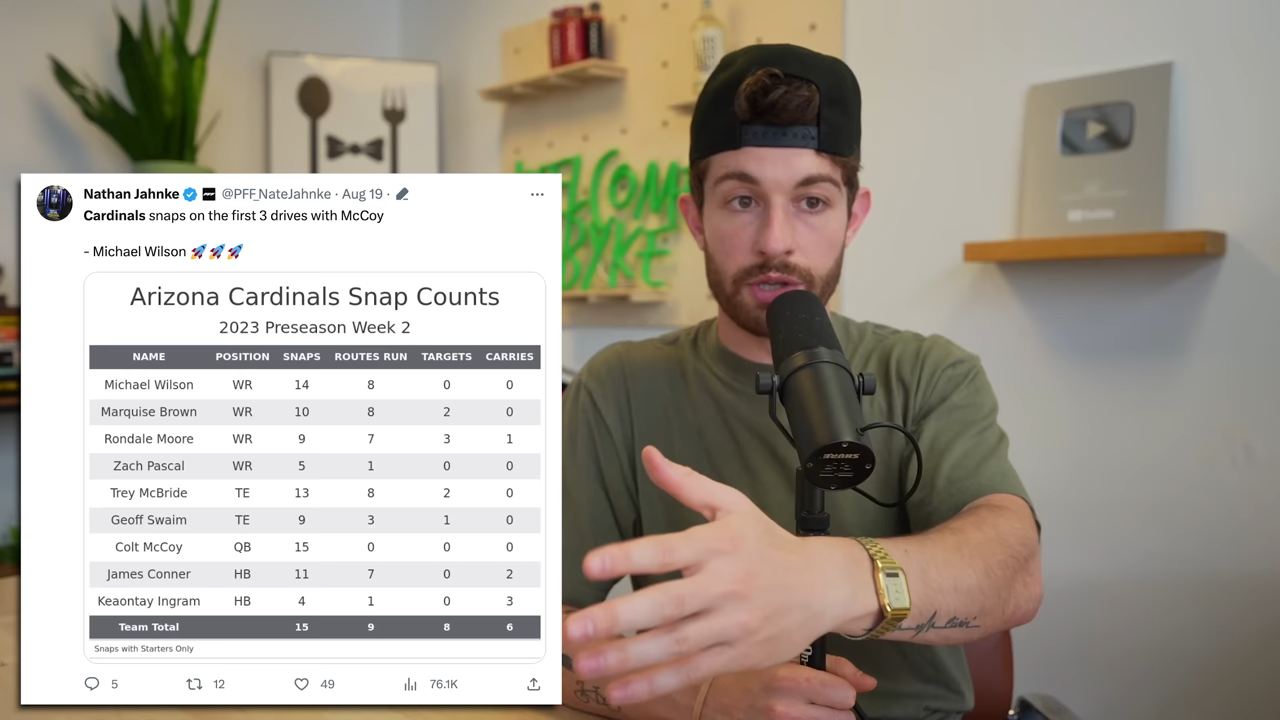 Nathan Jahnke PFF @PFF_NateJahnke · Aug 19 ·
Cardinals snaps on the first 3 drives with McCoy
- Michael Wilson 🚀🚀🚀
Arizona Cardinals Snap Counts
2023 Preseason Week 2
NAME POSITION SNAPS ROUTES RUN TARGETS CARRIES
Michael Wilson WR 14 8 0 0
Marquise Brown WR 10 8 2 0
Rondale Moore WR 9 7 3 1
Zach Pascal WR 5 1 0 0
Trey McBride TE 13 8 2 0
Geoff Swaim TE 9 3 1 0
Colt McCoy QB 15 0 0 0
James Conner HB 11 7 0 2
Keaontay Ingram HB 4 1 0 3
Team Total 15 9 8 6
Snaps with Starters Only
5 12 49 76.1K
SHURE